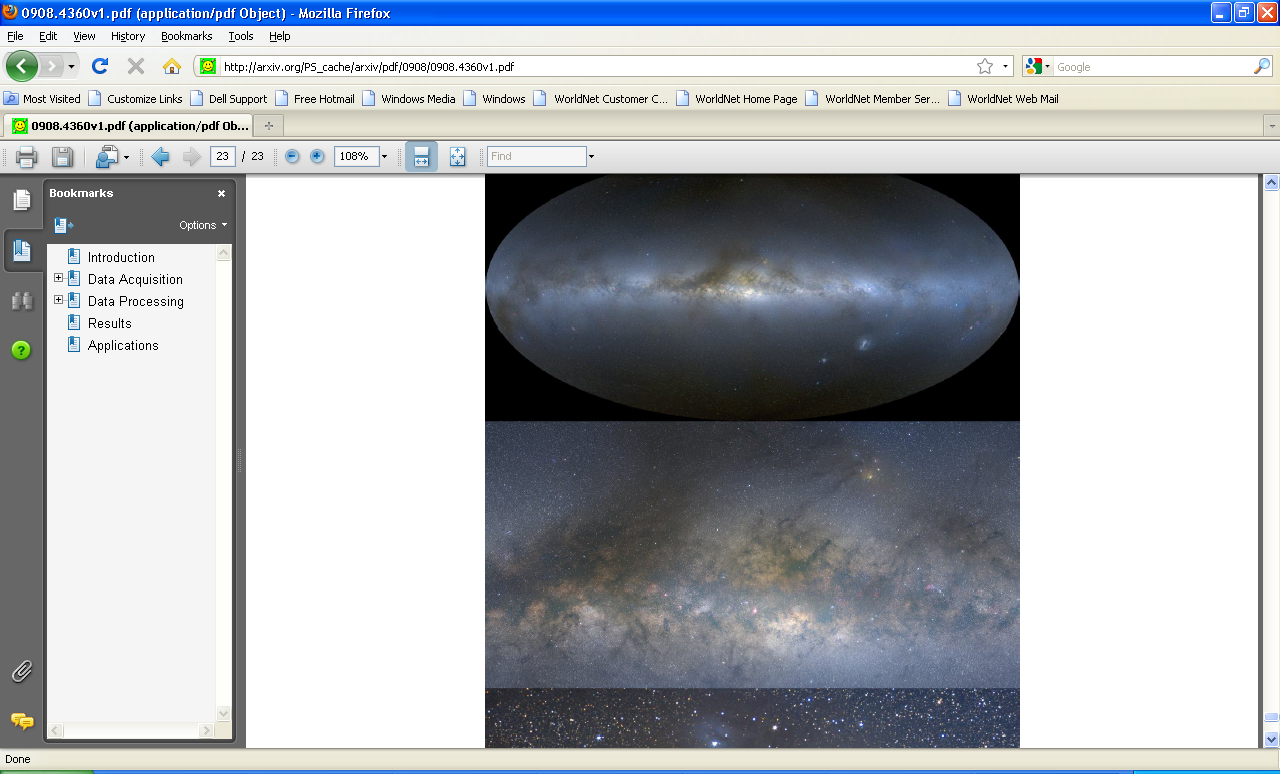 0908.4360v1.pdf (application/pdf Object) - Mozilla Firefox
File Edit View History Bookmarks Tools Help
http://arxiv.org/PS_cache/arxiv/pdf/0908/0908.4360v1.pdf Google
Most Visited Customize Links Dell Support Free Hotmail Windows Media Windows WorldNet Customer C... WorldNet Home Page WorldNet Member Ser... WorldNet Web Mail
0908.4360v1.pdf (application/pdf Ob...
23 / 23 108% Find
Bookmarks
Options
Introduction
Data Acquisition
Data Processing
Results
Applications
Done